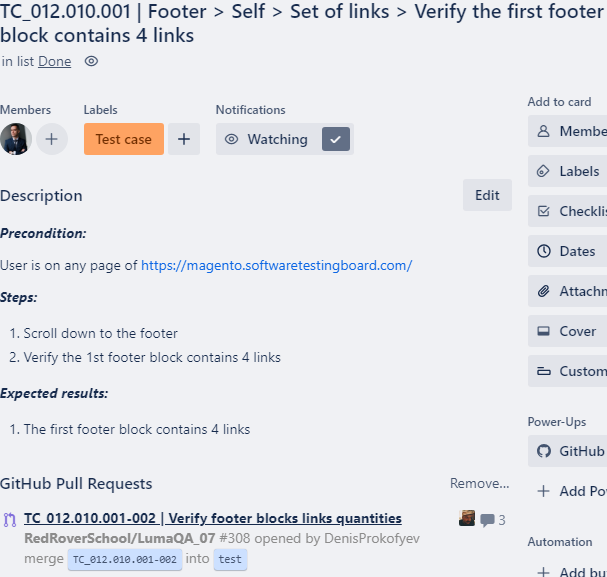 TC_012.010.001 | Footer > Self > Set of links > Verify the first footer
block contains 4 links
in list Done
Members
Labels
Notifications
Test case
Watching
Description
Edit
Precondition:
User is on any page of https://magento.softwaretestingboard.com/
Steps:
1. Scroll down to the footer
2. Verify the 1st footer block contains 4 links
Expected results:
1. The first footer block contains 4 links
GitHub Pull Requests
Remove...
TC_012.010.001-002 | Verify footer blocks links quantities
3
RedRoverSchool/LumaQA_07 #308 opened by DenisProkofyev
merge TC_012.010.001-002 into test
Add to card
Membe
Labels
Checklis
Dates
Attachn
Cover
Custom
Power-Ups
GitHub
Add Po
Automation
Add bu